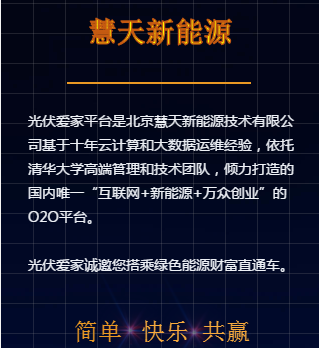 慧天新能源
光伏爱家平台是北京慧天新能源技术有限公
司基于十年云计算和大数据运维经验，依托
清华大学高端管理和技术团队，倾力打造的
国内唯一“互联网+新能源+万众创业”的
O2O平台。
光伏爱家诚邀您搭乘绿色能源财富直通车。
简单 快乐 共赢